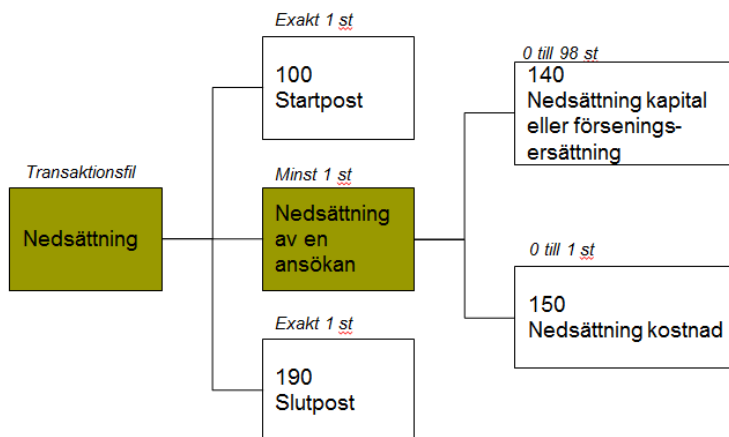 Transaktionsfil
Nedsättning
Exakt 1 st
100
Startpost
Minst 1 st
Nedsättning
av en
ansökan
Exakt 1 st
190
Slutpost
0 till 98 st
140
Nedsättning kapital
eller försenings-
ersättning
0 till 1 st
150
Nedsättning kostnad